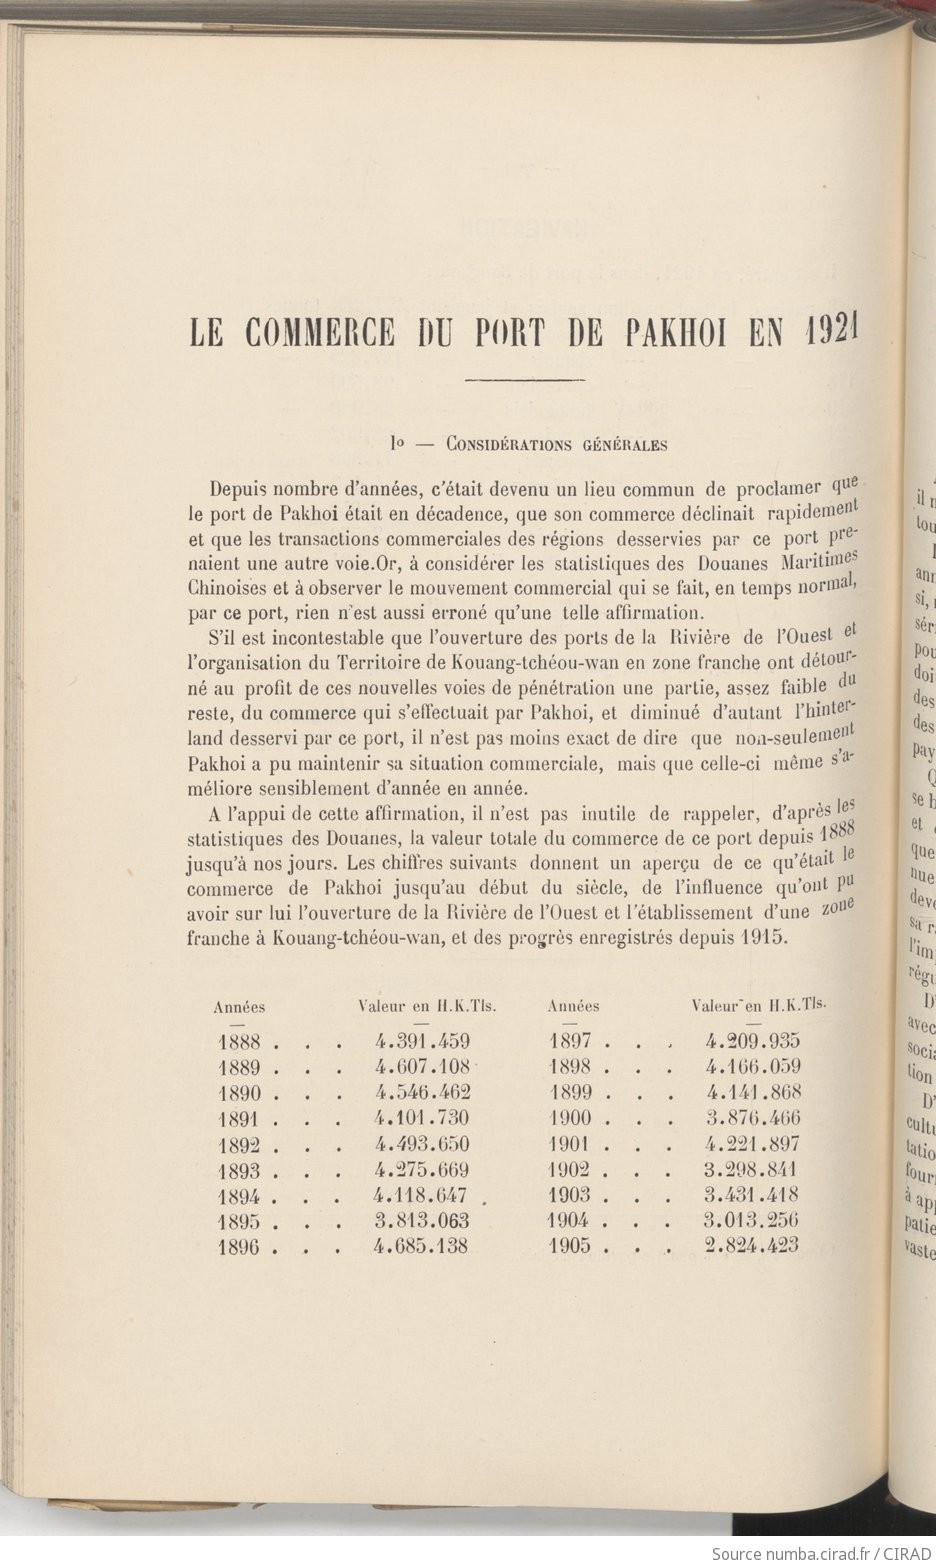 LE COMMERCE DU PORT DE PAKHOI EN 1921
1º — CONSIDÉRATIONS GÉNÉRALES
Depuis nombre d'années, c'était devenu un lieu commun de proclamer que
le port de Pakhoi était en décadence, que son commerce déclinait rapidement
et que les transactions commerciales des régions desservies par ce port pre-
naient une autre voie.Or, à considérer les statistiques des Douanes Maritimes
Chinoises et à observer le mouvement commercial qui se fait, en temps normal,
par ce port, rien n'est aussi erroné qu'une telle affirmation.
S'il est incontestable que l'ouverture des ports de la Rivière de l'Ouest et
l'organisation du Territoire de Kouang-tchéou-wan en zone franche ont détour-
né au profit de ces nouvelles voies de pénétration une partie, assez faible du
reste, du commerce qui s'effectuait par Pakhoi, et diminué d'autant l'hinter-
land desservi par ce port, il n'est pas moins exact de dire que non-seulement
Pakhoi a pu maintenir sa situation commerciale, mais que celle-ci même s'a-
méliore sensiblement d'année en année.
A l'appui de cette affirmation, il n'est pas inutile de rappeler, d'après les
statistiques des Douanes, la valeur totale du commerce de ce port depuis 1888
jusqu'à nos jours. Les chiffres suivants donnent un aperçu de ce qu'était le
commerce de Pakhoi jusqu'au début du siècle, de l'influence qu'ont pu
avoir sur lui l'ouverture de la Rivière de l'Ouest et l'établissement d'une zone
franche à Kouang-tchéou-wan, et des progrès enregistrés depuis 1915.
Années Valeur en H.K.Tls. Années Valeur en H.K.Tls.
1888 . . . 4.391.459 1897 . . . 4.209.935
1889 . . . 4.607.108 1898 . . . 4.166.059
1890 . . . 4.546.462 1899 . . . 4.141.868
1891 . . . 4.101.730 1900 . . . 3.876.466
1892 . . . 4.493.650 1901 . . . 4.221.897
1893 . . . 4.275.669 1902 . . . 3.298.841
1894 . . . 4.118.647 1903 . . . 3.431.418
1895 . . . 3.813.063 1904 . . . 3.013.256
1896 . . . 4.685.138 1905 . . . 2.824.423
Source numba.cirad.fr / CIRAD